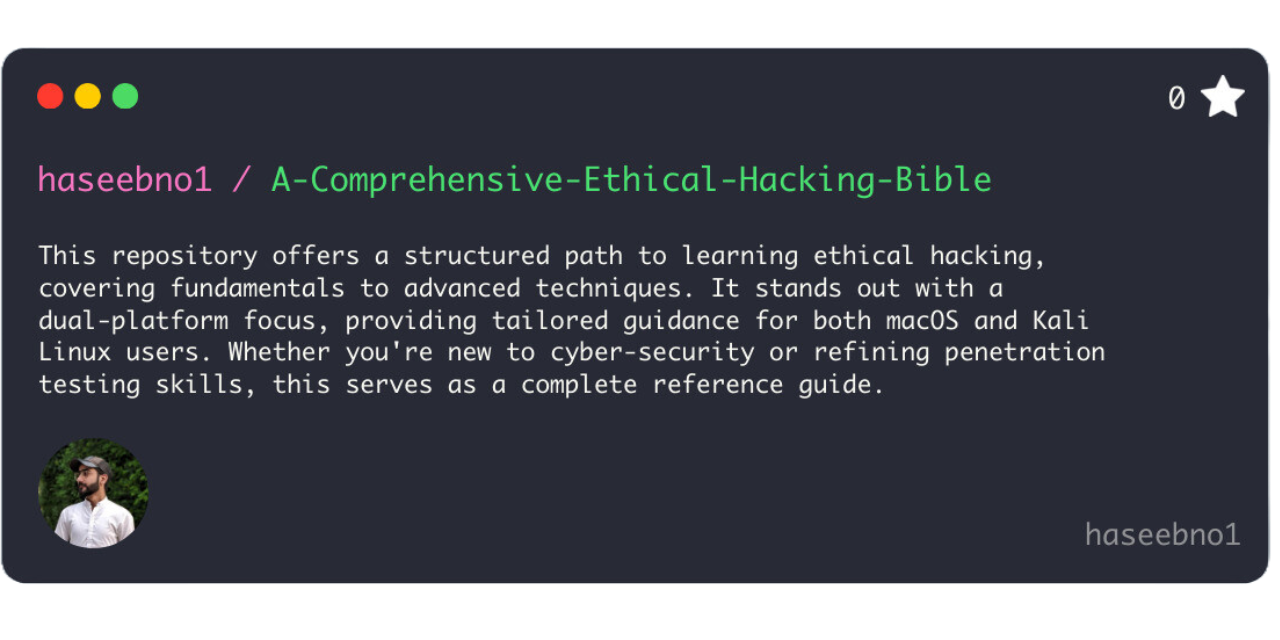 0
haseebno1 / A-Comprehensive-Ethical-Hacking-Bible
This repository offers a structured path to learning ethical hacking,
covering fundamentals to advanced techniques. It stands out with a
dual-platform focus, providing tailored guidance for both macOS and Kali
Linux users. Whether you're new to cyber-security or refining penetration
testing skills, this serves as a complete reference guide.
haseebno1